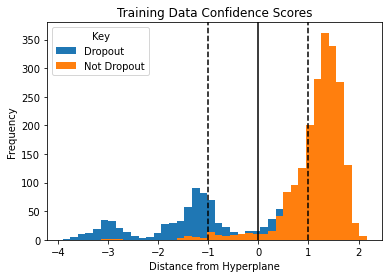 Training Data Confidence Scores
Key
Dropout
Not Dropout
Frequency
350
300
250
200
150
100
50
0
−4
−3
−2
−1
0
1
2
Distance from Hyperplane